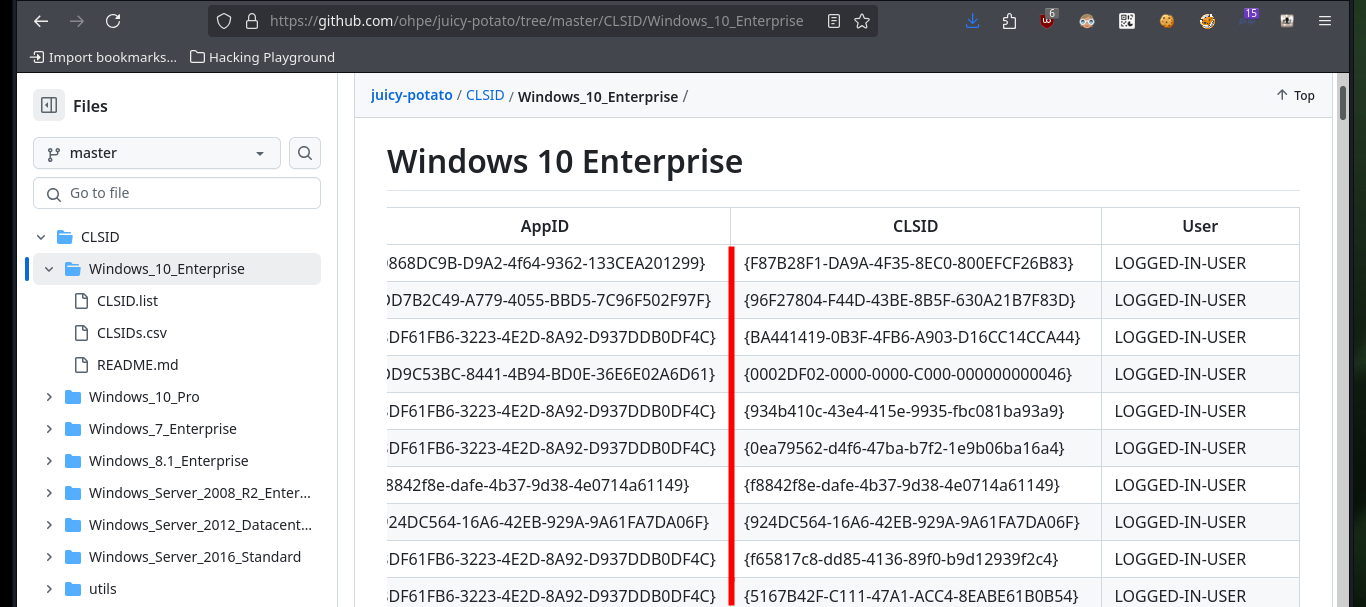 https://github.com/ohpe/juicy-potato/tree/master/CLSID/Windows_10_Enterprise
6
15
Import bookmarks...
Hacking Playground
Files
juicy-potato / CLSID / Windows_10_Enterprise /
Top
master
Go to file
CLSID
Windows_10_Enterprise
CLSID.list
CLSIDs.csv
README.md
Windows_10_Pro
Windows_7_Enterprise
Windows_8.1_Enterprise
Windows_Server_2008_R2_Enter...
Windows_Server_2012_Datacent...
Windows_Server_2016_Standard
utils
Windows 10 Enterprise
AppID CLSID User
9868DC9B-D9A2-4f64-9362-133CEA201299} {F87B28F1-DA9A-4F35-8EC0-800EFCF26B83} LOGGED-IN-USER
DD7B2C49-A779-4055-BBD5-7C96F502F97F} {96F27804-F44D-43BE-8B5F-630A21B7F83D} LOGGED-IN-USER
DF61FB6-3223-4E2D-8A92-D937DDB0DF4C} {BA441419-0B3F-4FB6-A903-D16CC14CCA44} LOGGED-IN-USER
DD9C53BC-8441-4B94-BD0E-36E6E02A6D61} {0002DF02-0000-0000-C000-000000000046} LOGGED-IN-USER
DF61FB6-3223-4E2D-8A92-D937DDB0DF4C} {934b410c-43e4-415e-9935-fbc081ba93a9} LOGGED-IN-USER
DF61FB6-3223-4E2D-8A92-D937DDB0DF4C} {0ea79562-d4f6-47ba-b7f2-1e9b06ba16a4} LOGGED-IN-USER
8842f8e-dafe-4b37-9d38-4e0714a61149} {f8842f8e-dafe-4b37-9d38-4e0714a61149} LOGGED-IN-USER
924DC564-16A6-42EB-929A-9A61FA7DA06F} {924DC564-16A6-42EB-929A-9A61FA7DA06F} LOGGED-IN-USER
DF61FB6-3223-4E2D-8A92-D937DDB0DF4C} {f65817c8-dd85-4136-89f0-b9d12939f2c4} LOGGED-IN-USER
DF61FB6-3223-4E2D-8A92-D937DDB0DF4C} {5167B42F-C111-47A1-ACC4-8EABE61B0B54} LOGGED-IN-USER